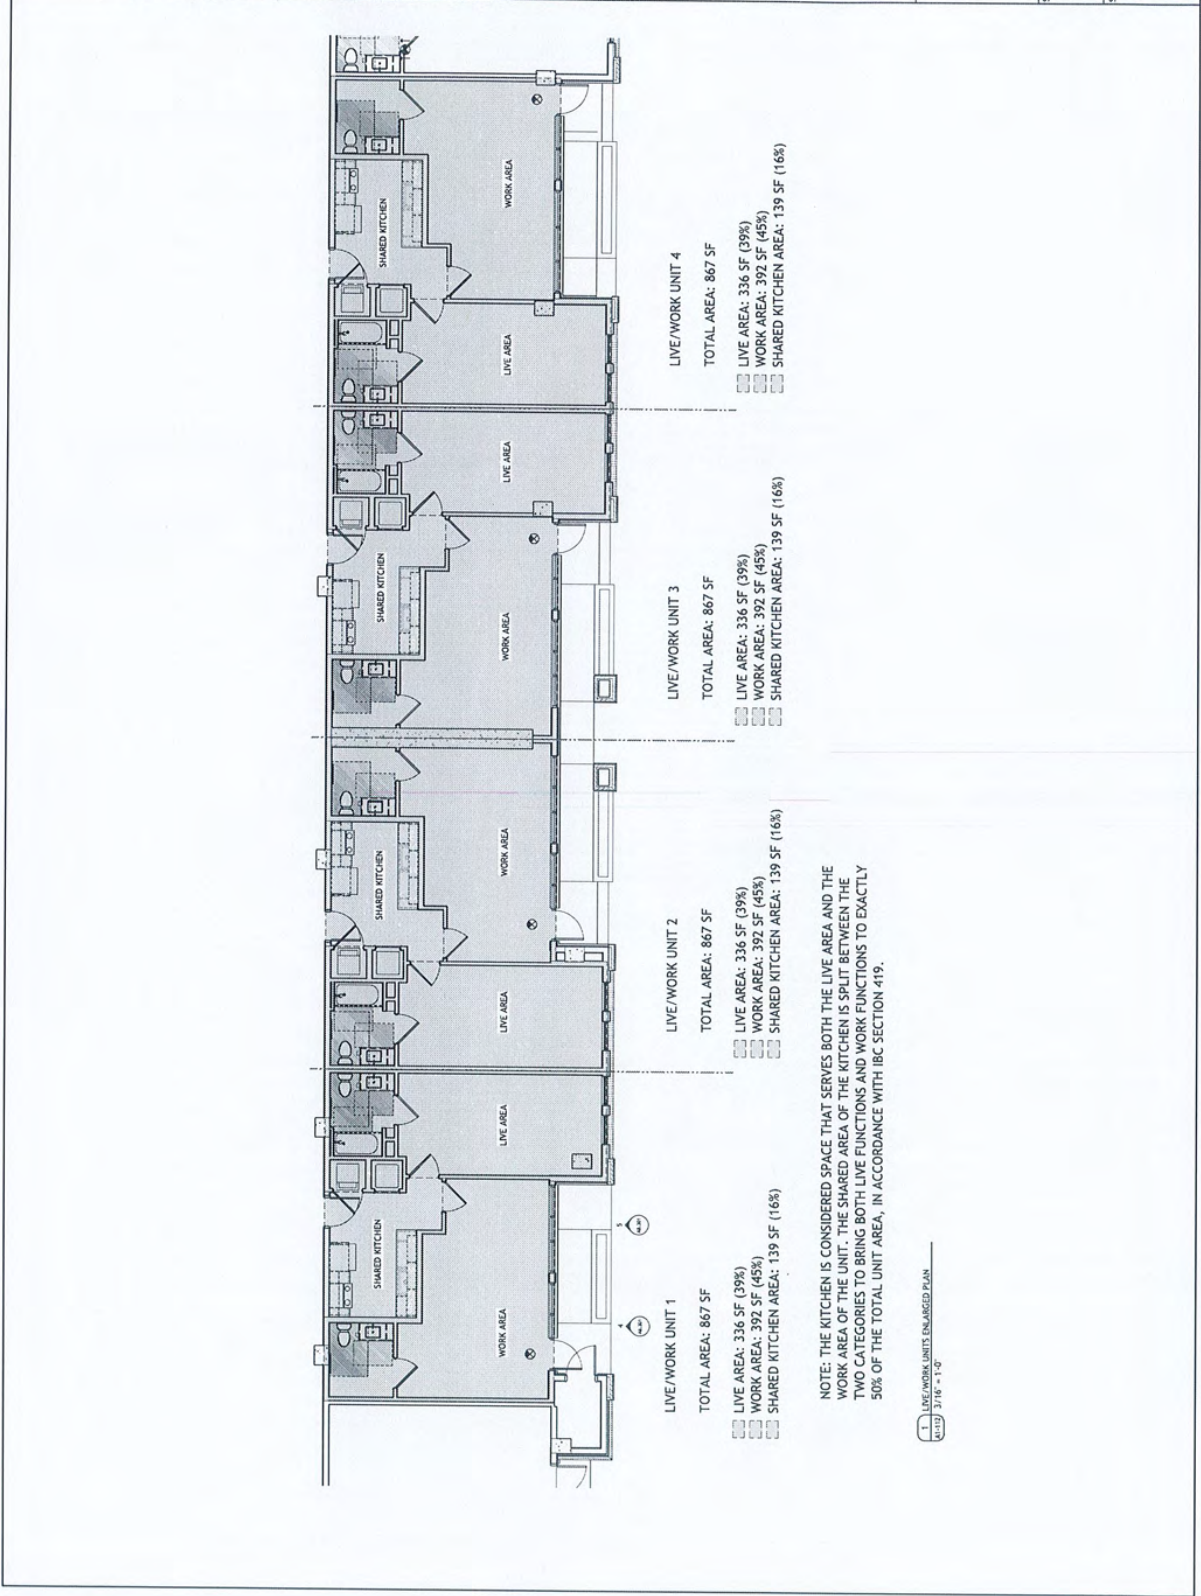 SHARED KITCHEN
SHARED KITCHEN
SHARED KITCHEN
SHARED KITCHEN
WORK AREA
LIVE AREA
LIVE AREA
WORK AREA
WORK AREA
LIVE AREA
LIVE AREA
WORK AREA
4
5
LIVE/WORK UNIT 1
TOTAL AREA: 867 SF
LIVE AREA: 336 SF (39%)
WORK AREA: 392 SF (45%)
SHARED KITCHEN AREA: 139 SF (16%)
LIVE/WORK UNIT 2
TOTAL AREA: 867 SF
LIVE AREA: 336 SF (39%)
WORK AREA: 392 SF (45%)
SHARED KITCHEN AREA: 139 SF (16%)
LIVE/WORK UNIT 3
TOTAL AREA: 867 SF
LIVE AREA: 336 SF (39%)
WORK AREA: 392 SF (45%)
SHARED KITCHEN AREA: 139 SF (16%)
LIVE/WORK UNIT 4
TOTAL AREA: 867 SF
LIVE AREA: 336 SF (39%)
WORK AREA: 392 SF (45%)
SHARED KITCHEN AREA: 139 SF (16%)
NOTE: THE KITCHEN IS CONSIDERED SPACE THAT SERVES BOTH THE LIVE AREA AND THE
WORK AREA OF THE UNIT. THE SHARED AREA OF THE KITCHEN IS SPLIT BETWEEN THE
TWO CATEGORIES TO BRING BOTH LIVE FUNCTIONS AND WORK FUNCTIONS TO EXACTLY
50% OF THE TOTAL UNIT AREA, IN ACCORDANCE WITH IBC SECTION 419.
1 LIVE/WORK UNITS ENLARGED PLAN
A1-112 3/16" = 1'-0"